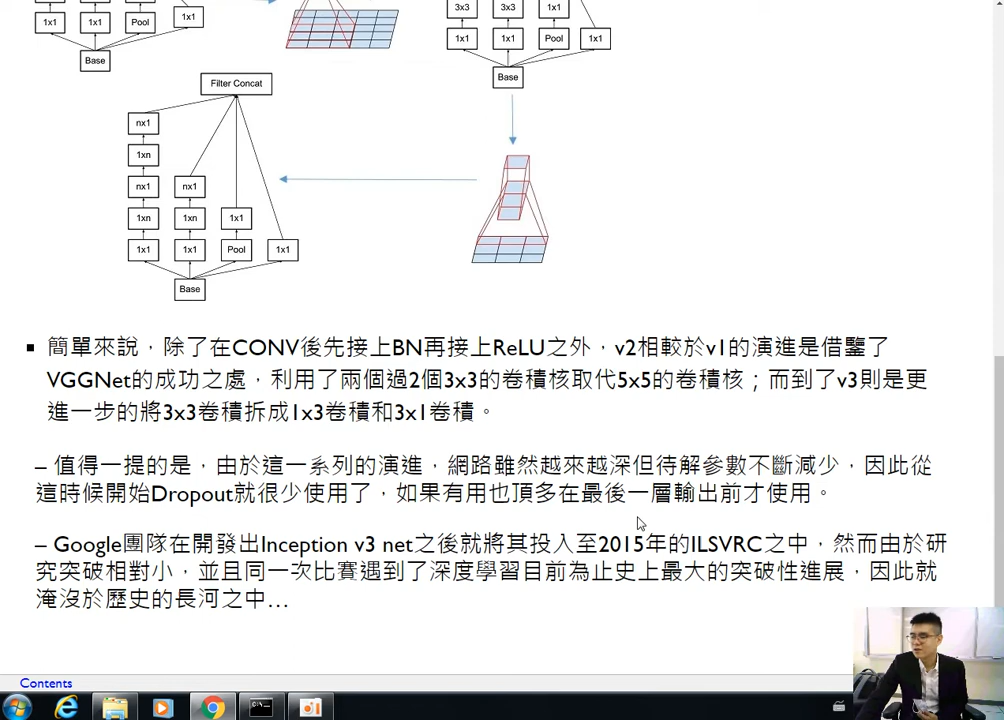 3x3 3x3 1x1
1x1 1x1 Pool 1x1
1x1 1x1 Pool 1x1
Base
Base
Filter Concat
nx1
1xn
nx1 nx1
1xn 1xn 1x1
1x1 1x1 Pool 1x1
Base
▪ 簡單來說，除了在CONV後先接上BN再接上ReLU之外，v2相較於v1的演進是借鑒了
VGGNet的成功之處，利用了兩個過2個3x3的卷積核取代5x5的卷積核；而到了v3則是更
進一步的將3x3卷積拆成1x3卷積和3x1卷積。
– 值得一提的是，由於這一系列的演進，網路雖然越來越深但待解參數不斷減少，因此從
這時候開始Dropout就很少使用了，如果有用也頂多在最後一層輸出前才使用。
– Google團隊在開發出Inception v3 net之後就將其投入至2015年的ILSVRC之中，然而由於研
究突破相對小，並且同一次比賽遇到了深度學習目前為止史上最大的突破性進展，因此就
淹沒於歷史的長河之中…
Contents